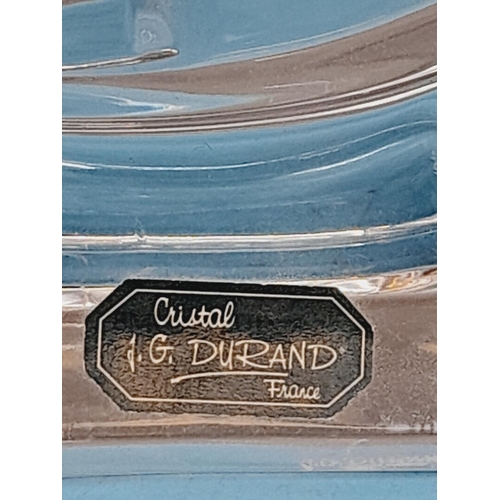 Cristal
J. G. DURAND
France